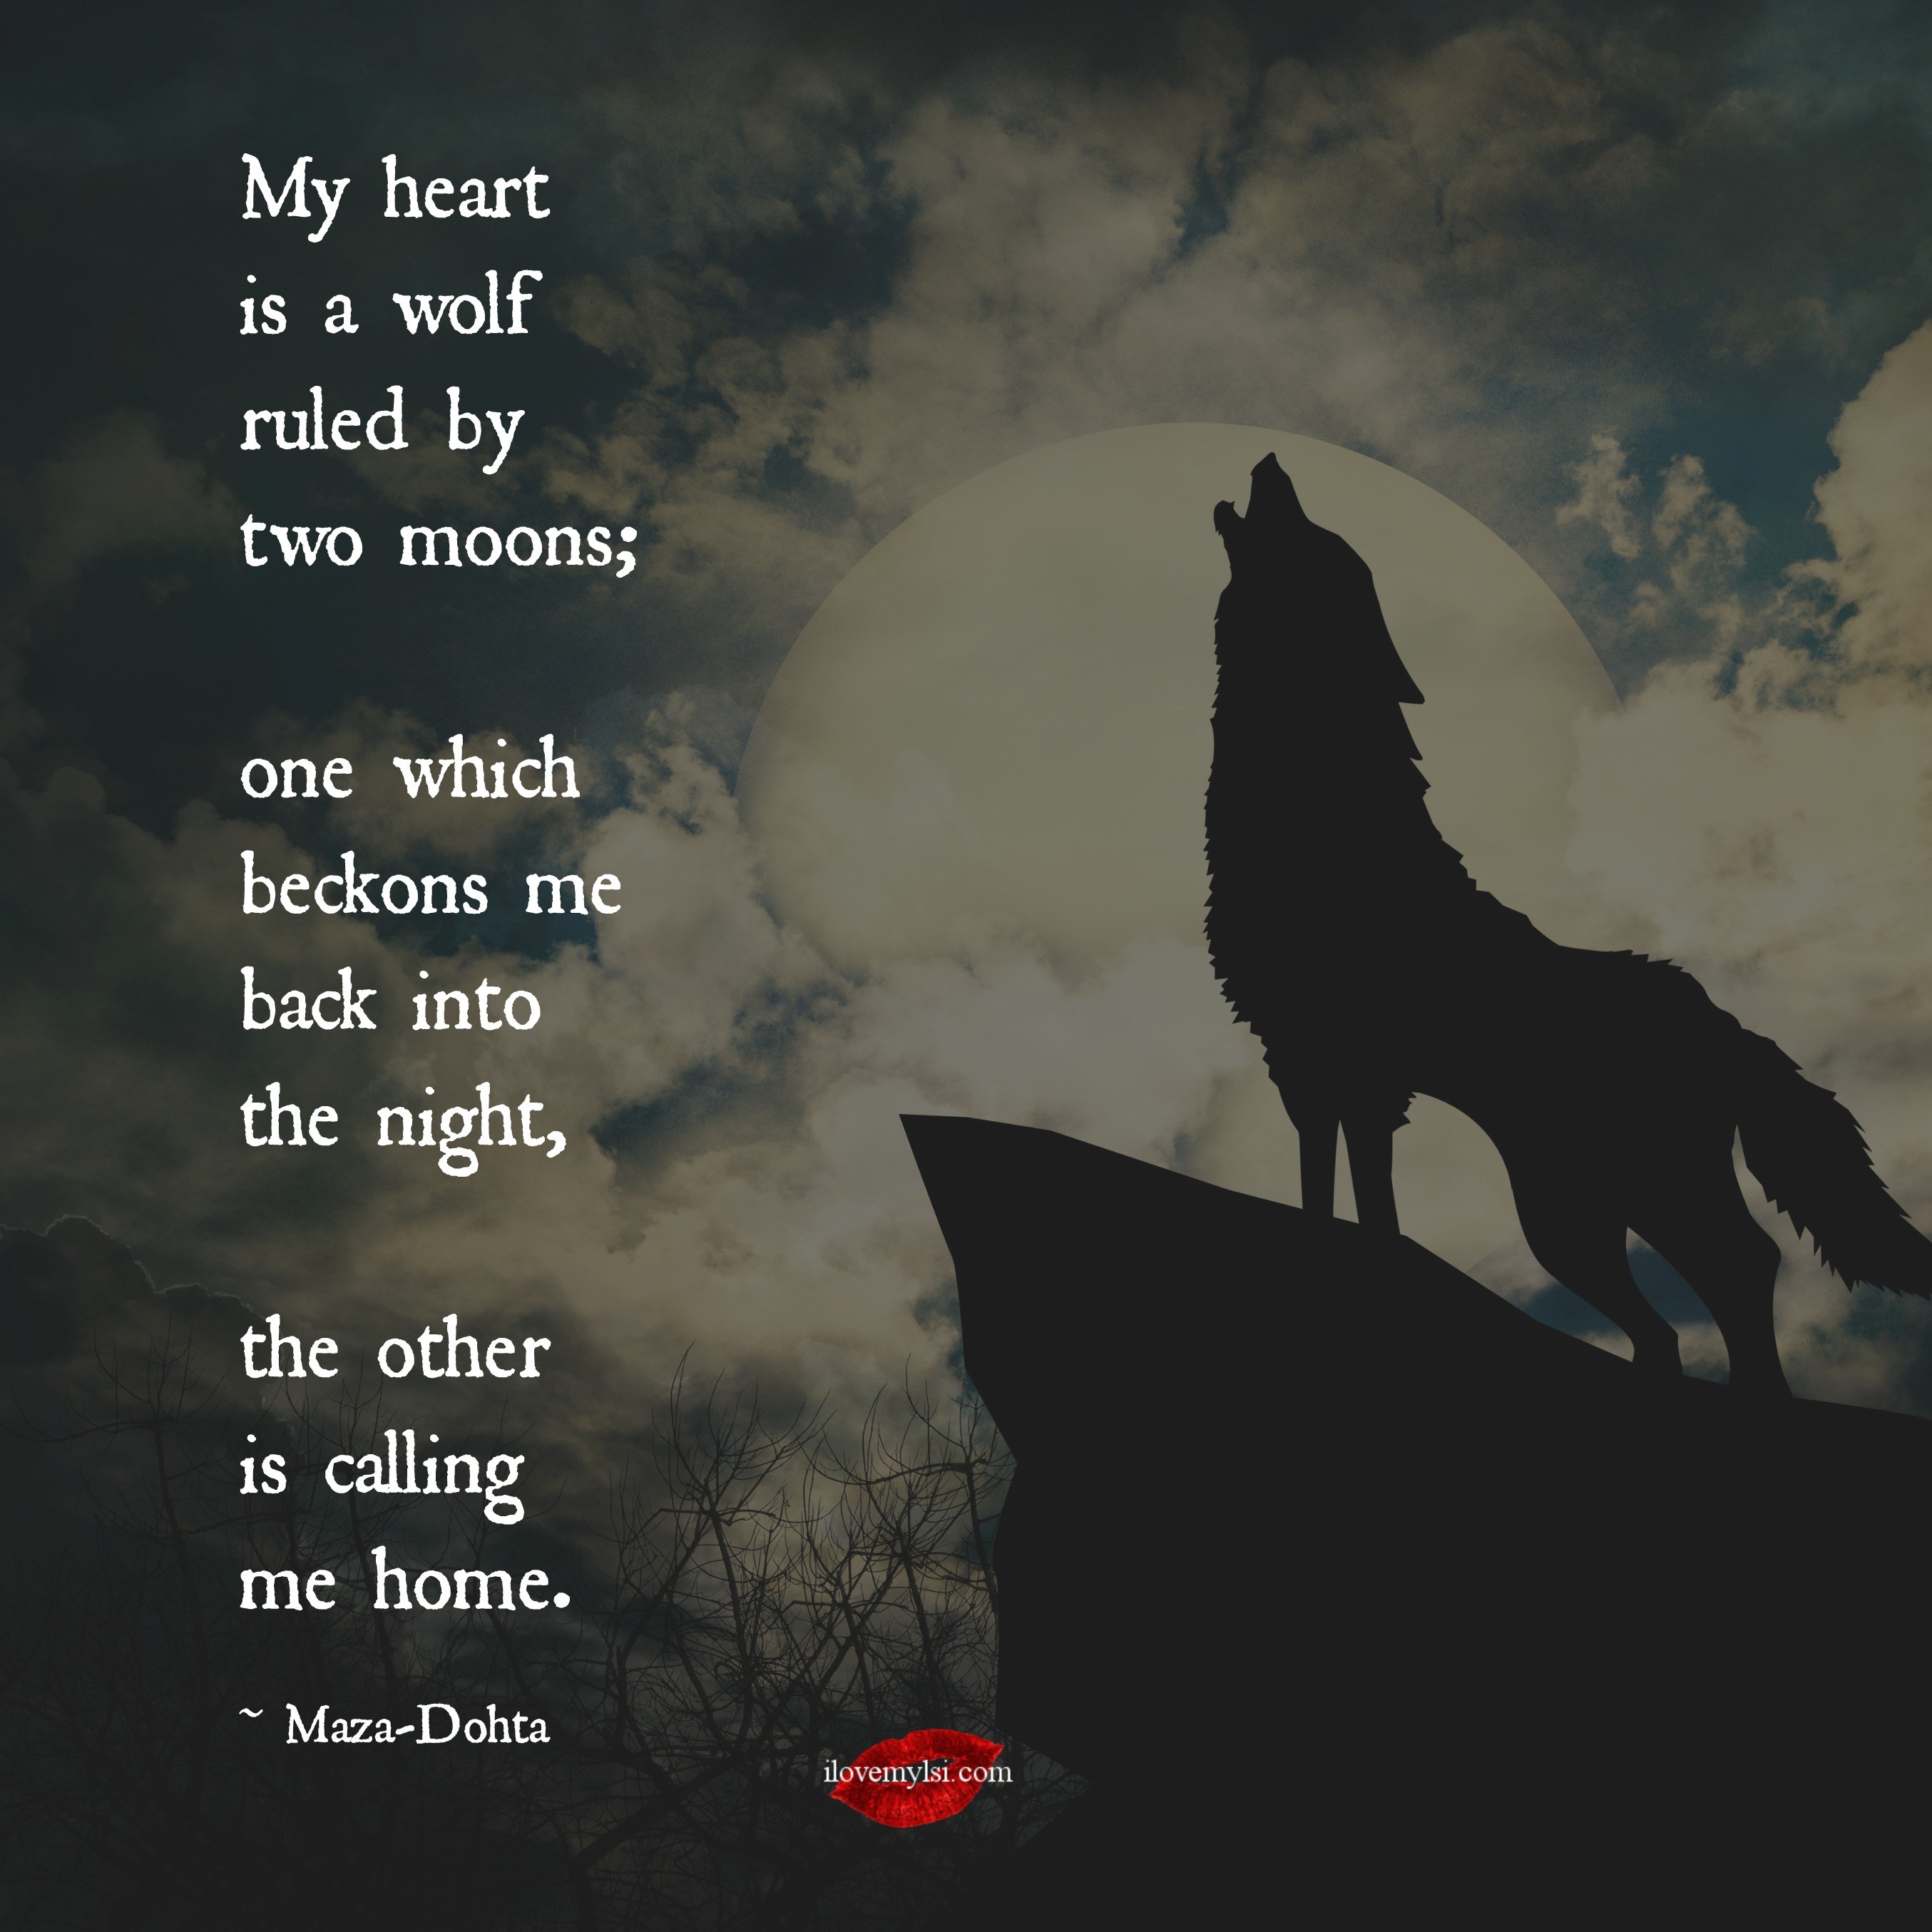 My heart
is a wolf
ruled by
two moons;
one which
beckons me
back into
the night,
the other
is calling
me home.
~ Maza-Dohta
ilovemylsi.com